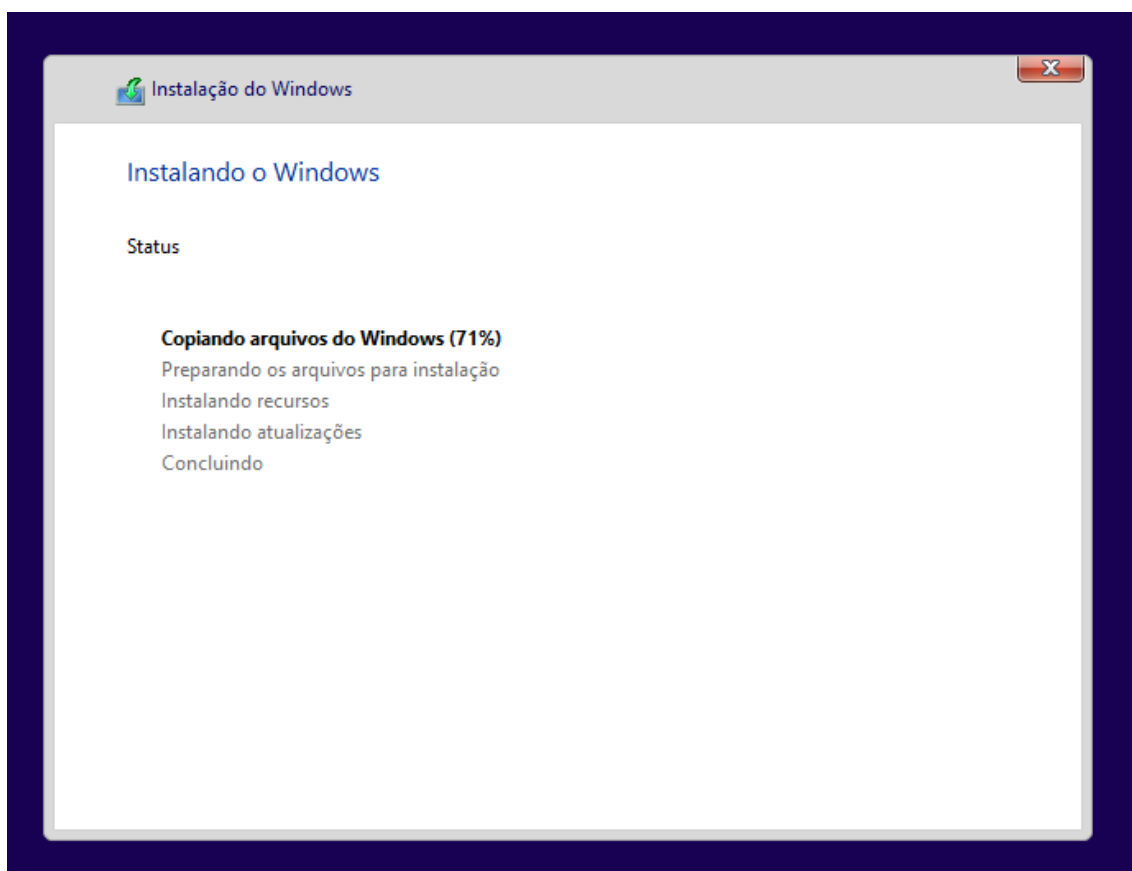 Instalação do Windows
Instalando o Windows
Status
Copiando arquivos do Windows (71%)
Preparando os arquivos para instalação
Instalando recursos
Instalando atualizações
Concluindo